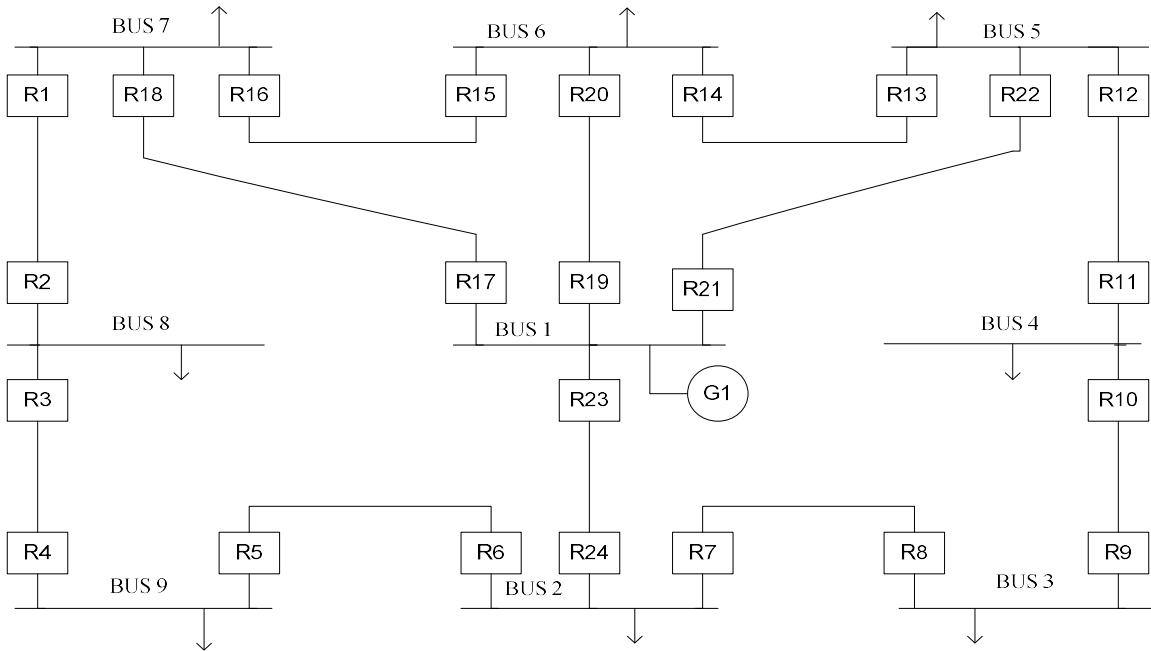 BUS 7
BUS 6
BUS 5
R1
R18
R16
R15
R20
R14
R13
R22
R12
R2
R17
R19
R21
R11
BUS 8
BUS 1
BUS 4
R3
R23
G1
R10
R4
R5
R6
R24
R7
R8
R9
BUS 9
BUS 2
BUS 3